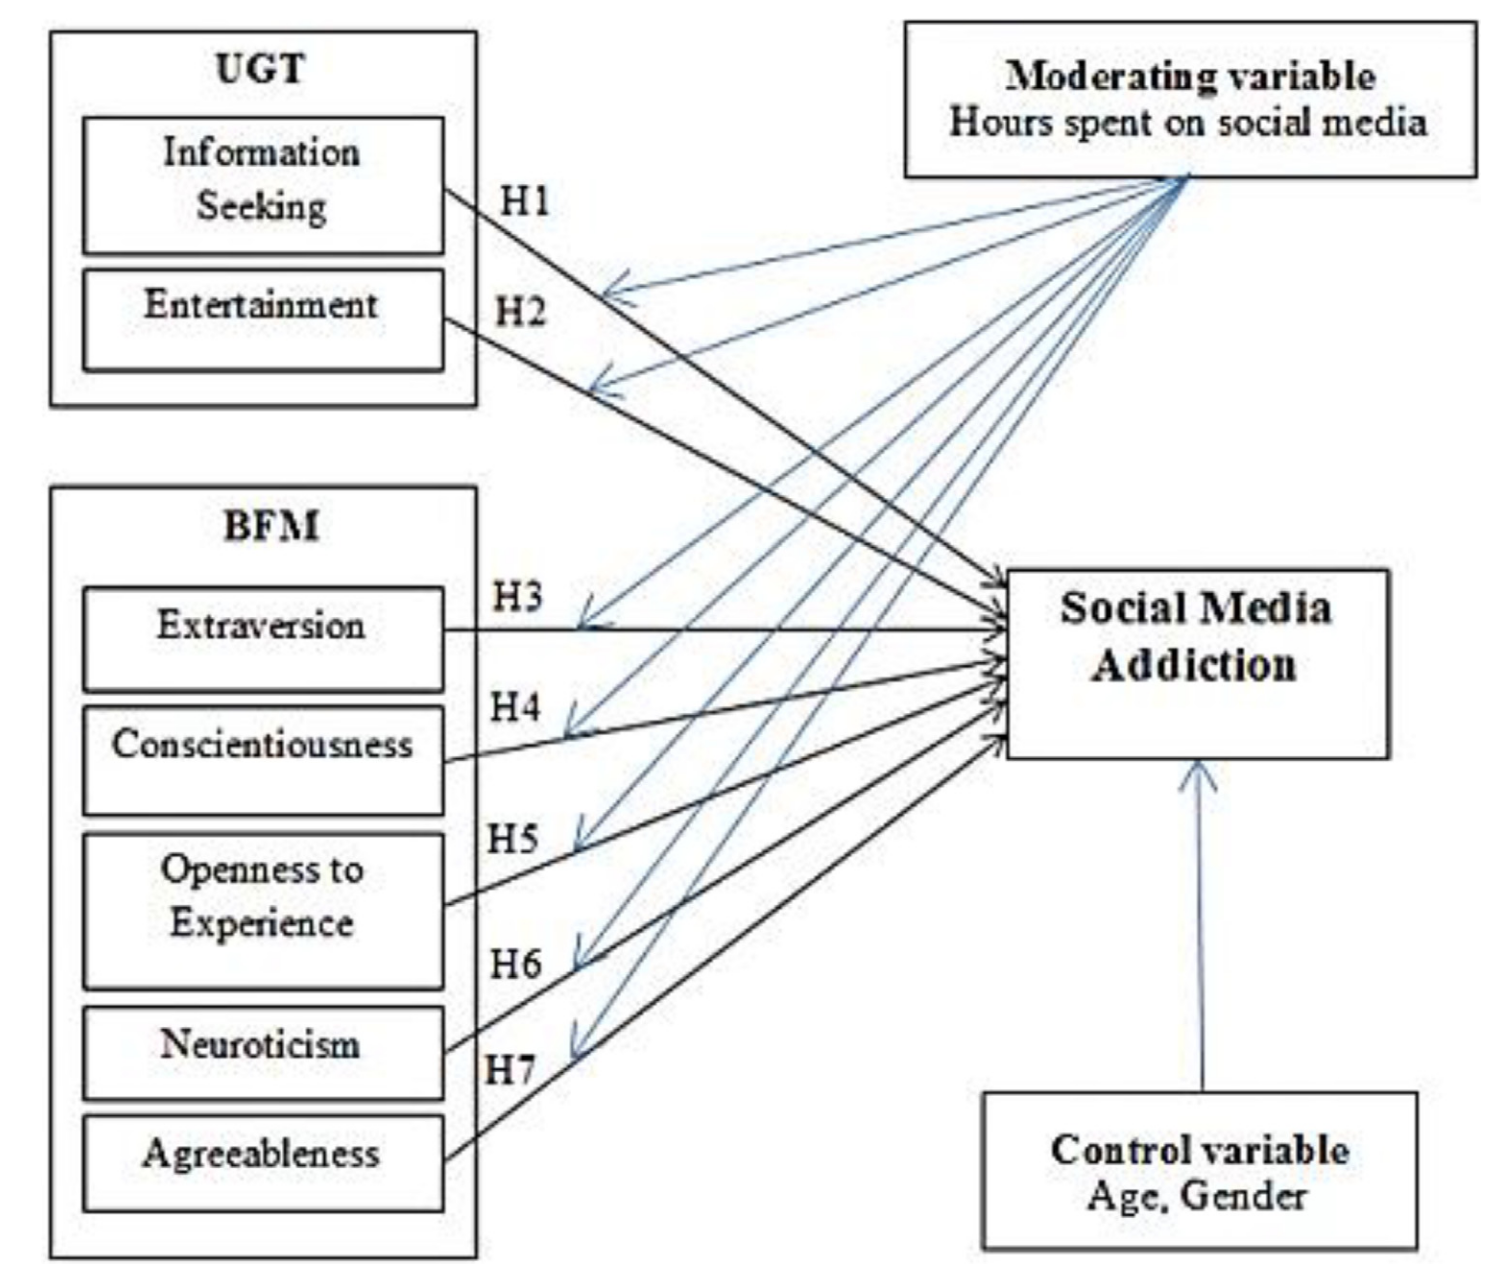 UGT
Information
Seeking
Entertainment
H1
H2
Moderating variable
Hours spent on social media
BFM
Extraversion
Conscientiousness
Openness to
Experience
Neuroticism
Agreeableness
H3
H4
H5
H6
H7
Social Media
Addiction
Control variable
Age, Gender